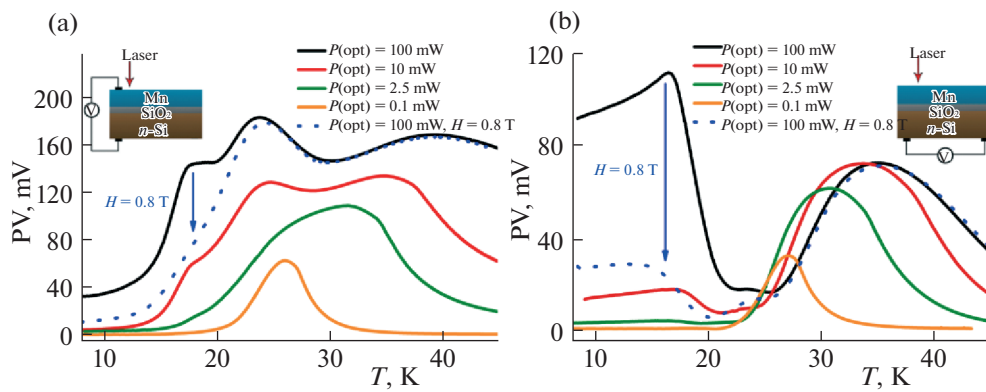 (a)
Laser
V
Mn
SiO2
n-Si
P(opt) = 100 mW
P(opt) = 10 mW
P(opt) = 2.5 mW
P(opt) = 0.1 mW
P(opt) = 100 mW, H = 0.8 T
H = 0.8 T
PV, mV
200
160
120
80
40
0
10
20
30
40
T, K
(b)
P(opt) = 100 mW
P(opt) = 10 mW
P(opt) = 2.5 mW
P(opt) = 0.1 mW
P(opt) = 100 mW, H = 0.8 T
Laser
Mn
SiO2
n-Si
V
H = 0.8 T
PV, mV
120
80
40
0
10
20
30
40
T, K